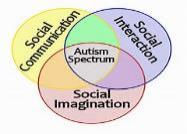 Social
Communication
Social
Interaction
Autism
Spectrum
Social
Imagination